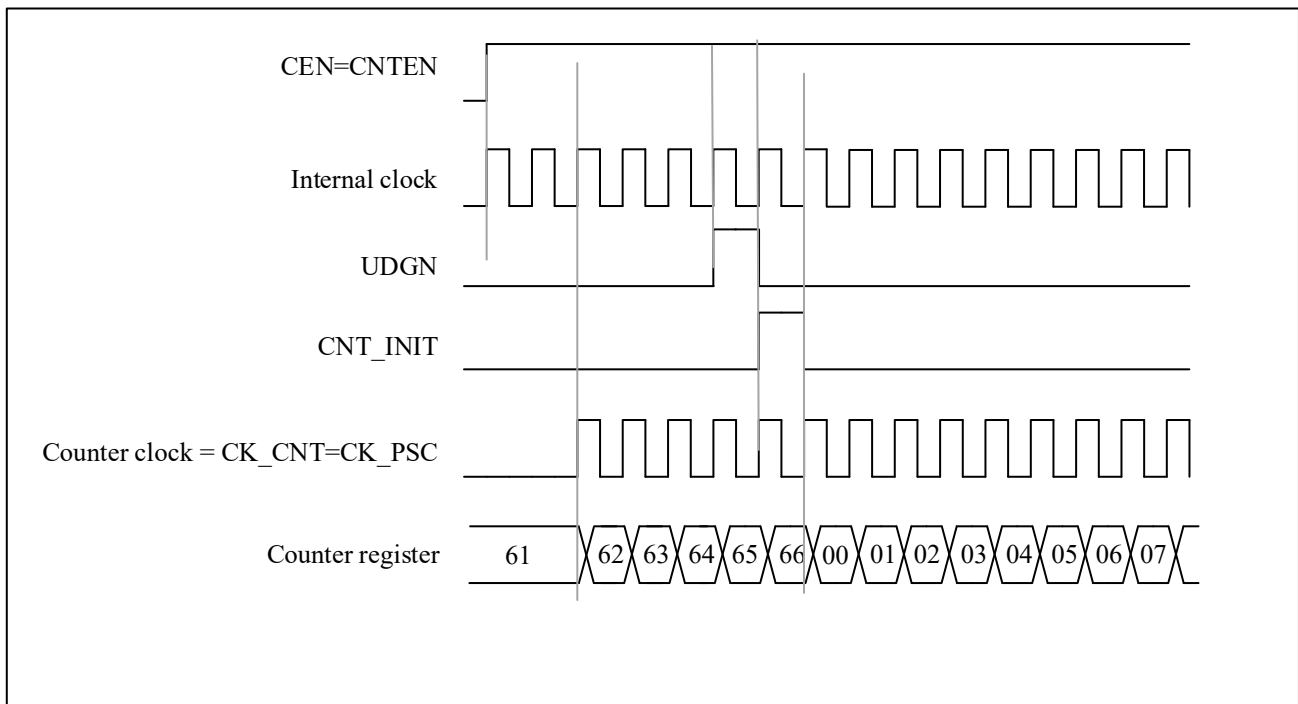 CEN=CNTEN
Internal clock
UDGN
CNT_INIT
Counter clock = CK_CNT=CK_PSC
Counter register
61 62 63 64 65 66 00 01 02 03 04 05 06 07